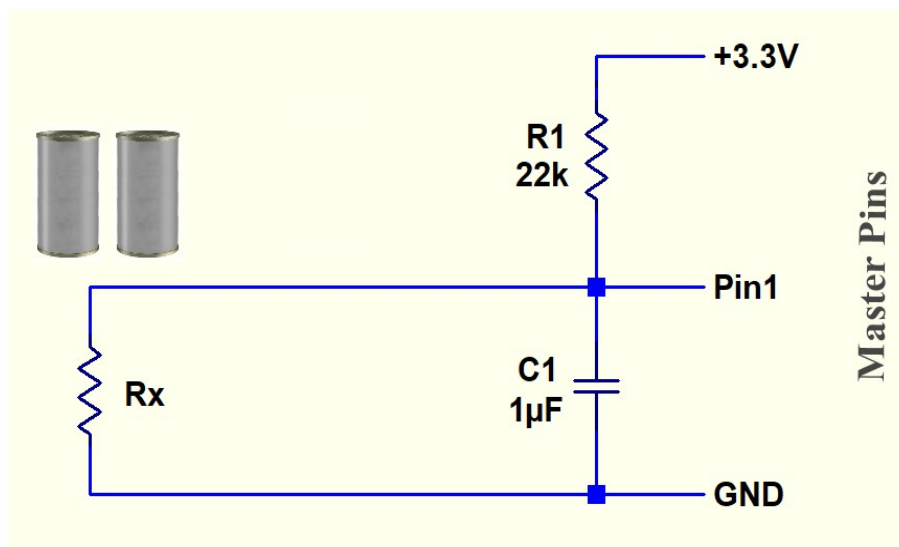 +3.3V
R1
22k
Pin1
C1
1µF
Rx
GND
Master Pins